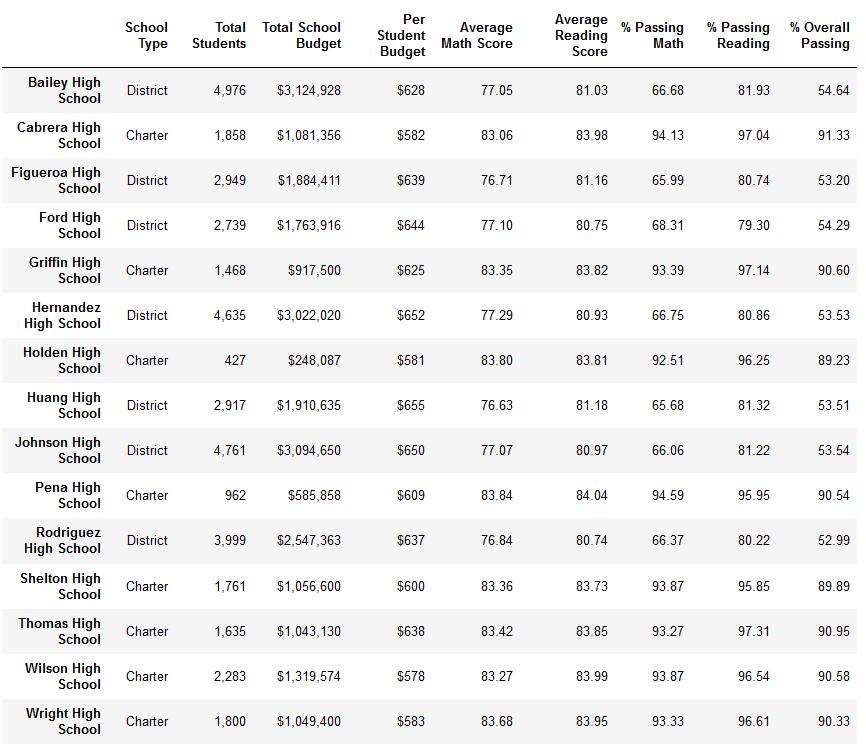 School Type Total Students Total School Budget Per Student Budget Average Math Score Average Reading Score % Passing Math % Passing Reading % Overall Passing
Bailey High School District 4,976 $3,124,928 $628 77.05 81.03 66.68 81.93 54.64
Cabrera High School Charter 1,858 $1,081,356 $582 83.06 83.98 94.13 97.04 91.33
Figueroa High School District 2,949 $1,884,411 $639 76.71 81.16 65.99 80.74 53.20
Ford High School District 2,739 $1,763,916 $644 77.10 80.75 68.31 79.30 54.29
Griffin High School Charter 1,468 $917,500 $625 83.35 83.82 93.39 97.14 90.60
Hernandez High School District 4,635 $3,022,020 $652 77.29 80.93 66.75 80.86 53.53
Holden High School Charter 427 $248,087 $581 83.80 83.81 92.51 96.25 89.23
Huang High School District 2,917 $1,910,635 $655 76.63 81.18 65.68 81.32 53.51
Johnson High School District 4,761 $3,094,650 $650 77.07 80.97 66.06 81.22 53.54
Pena High School Charter 962 $585,858 $609 83.84 84.04 94.59 95.95 90.54
Rodriguez High School District 3,999 $2,547,363 $637 76.84 80.74 66.37 80.22 52.99
Shelton High School Charter 1,761 $1,056,600 $600 83.36 83.73 93.87 95.85 89.89
Thomas High School Charter 1,635 $1,043,130 $638 83.42 83.85 93.27 97.31 90.95
Wilson High School Charter 2,283 $1,319,574 $578 83.27 83.99 93.87 96.54 90.58
Wright High School Charter 1,800 $1,049,400 $583 83.68 83.95 93.33 96.61 90.33